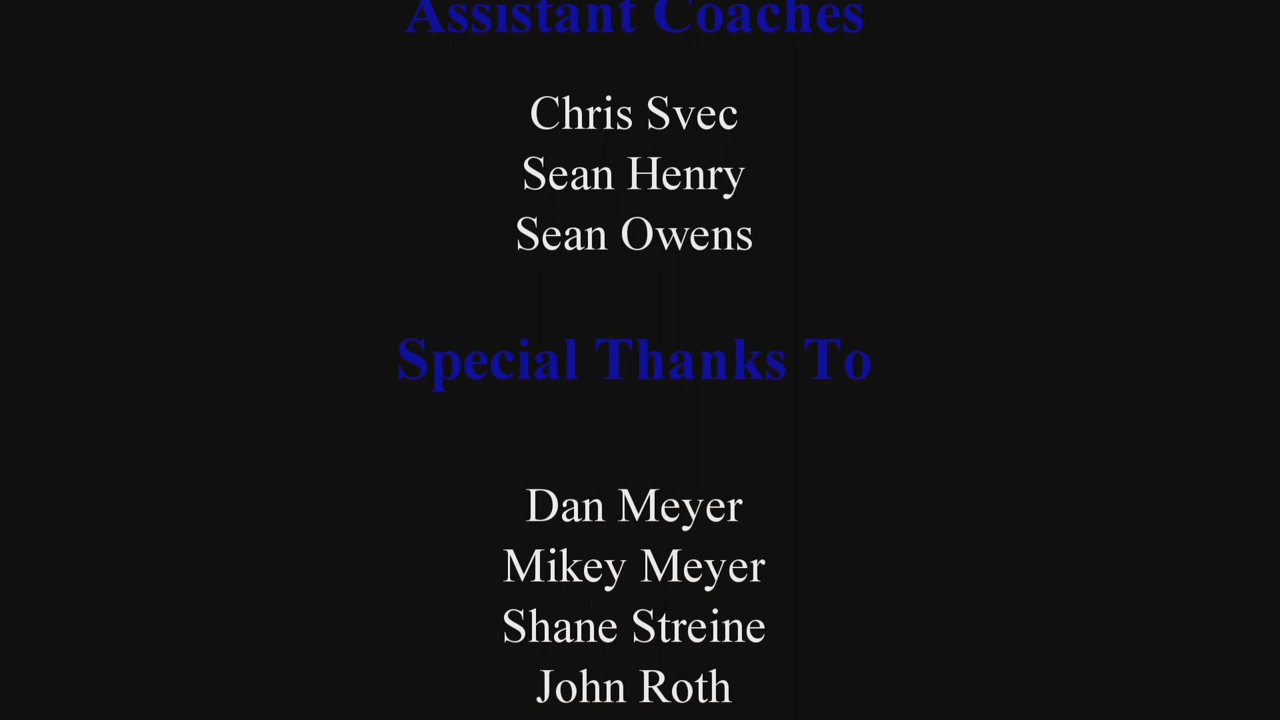 Assistant Coaches
Chris Svec
Sean Henry
Sean Owens
Special Thanks To
Dan Meyer
Mikey Meyer
Shane Streine
John Roth